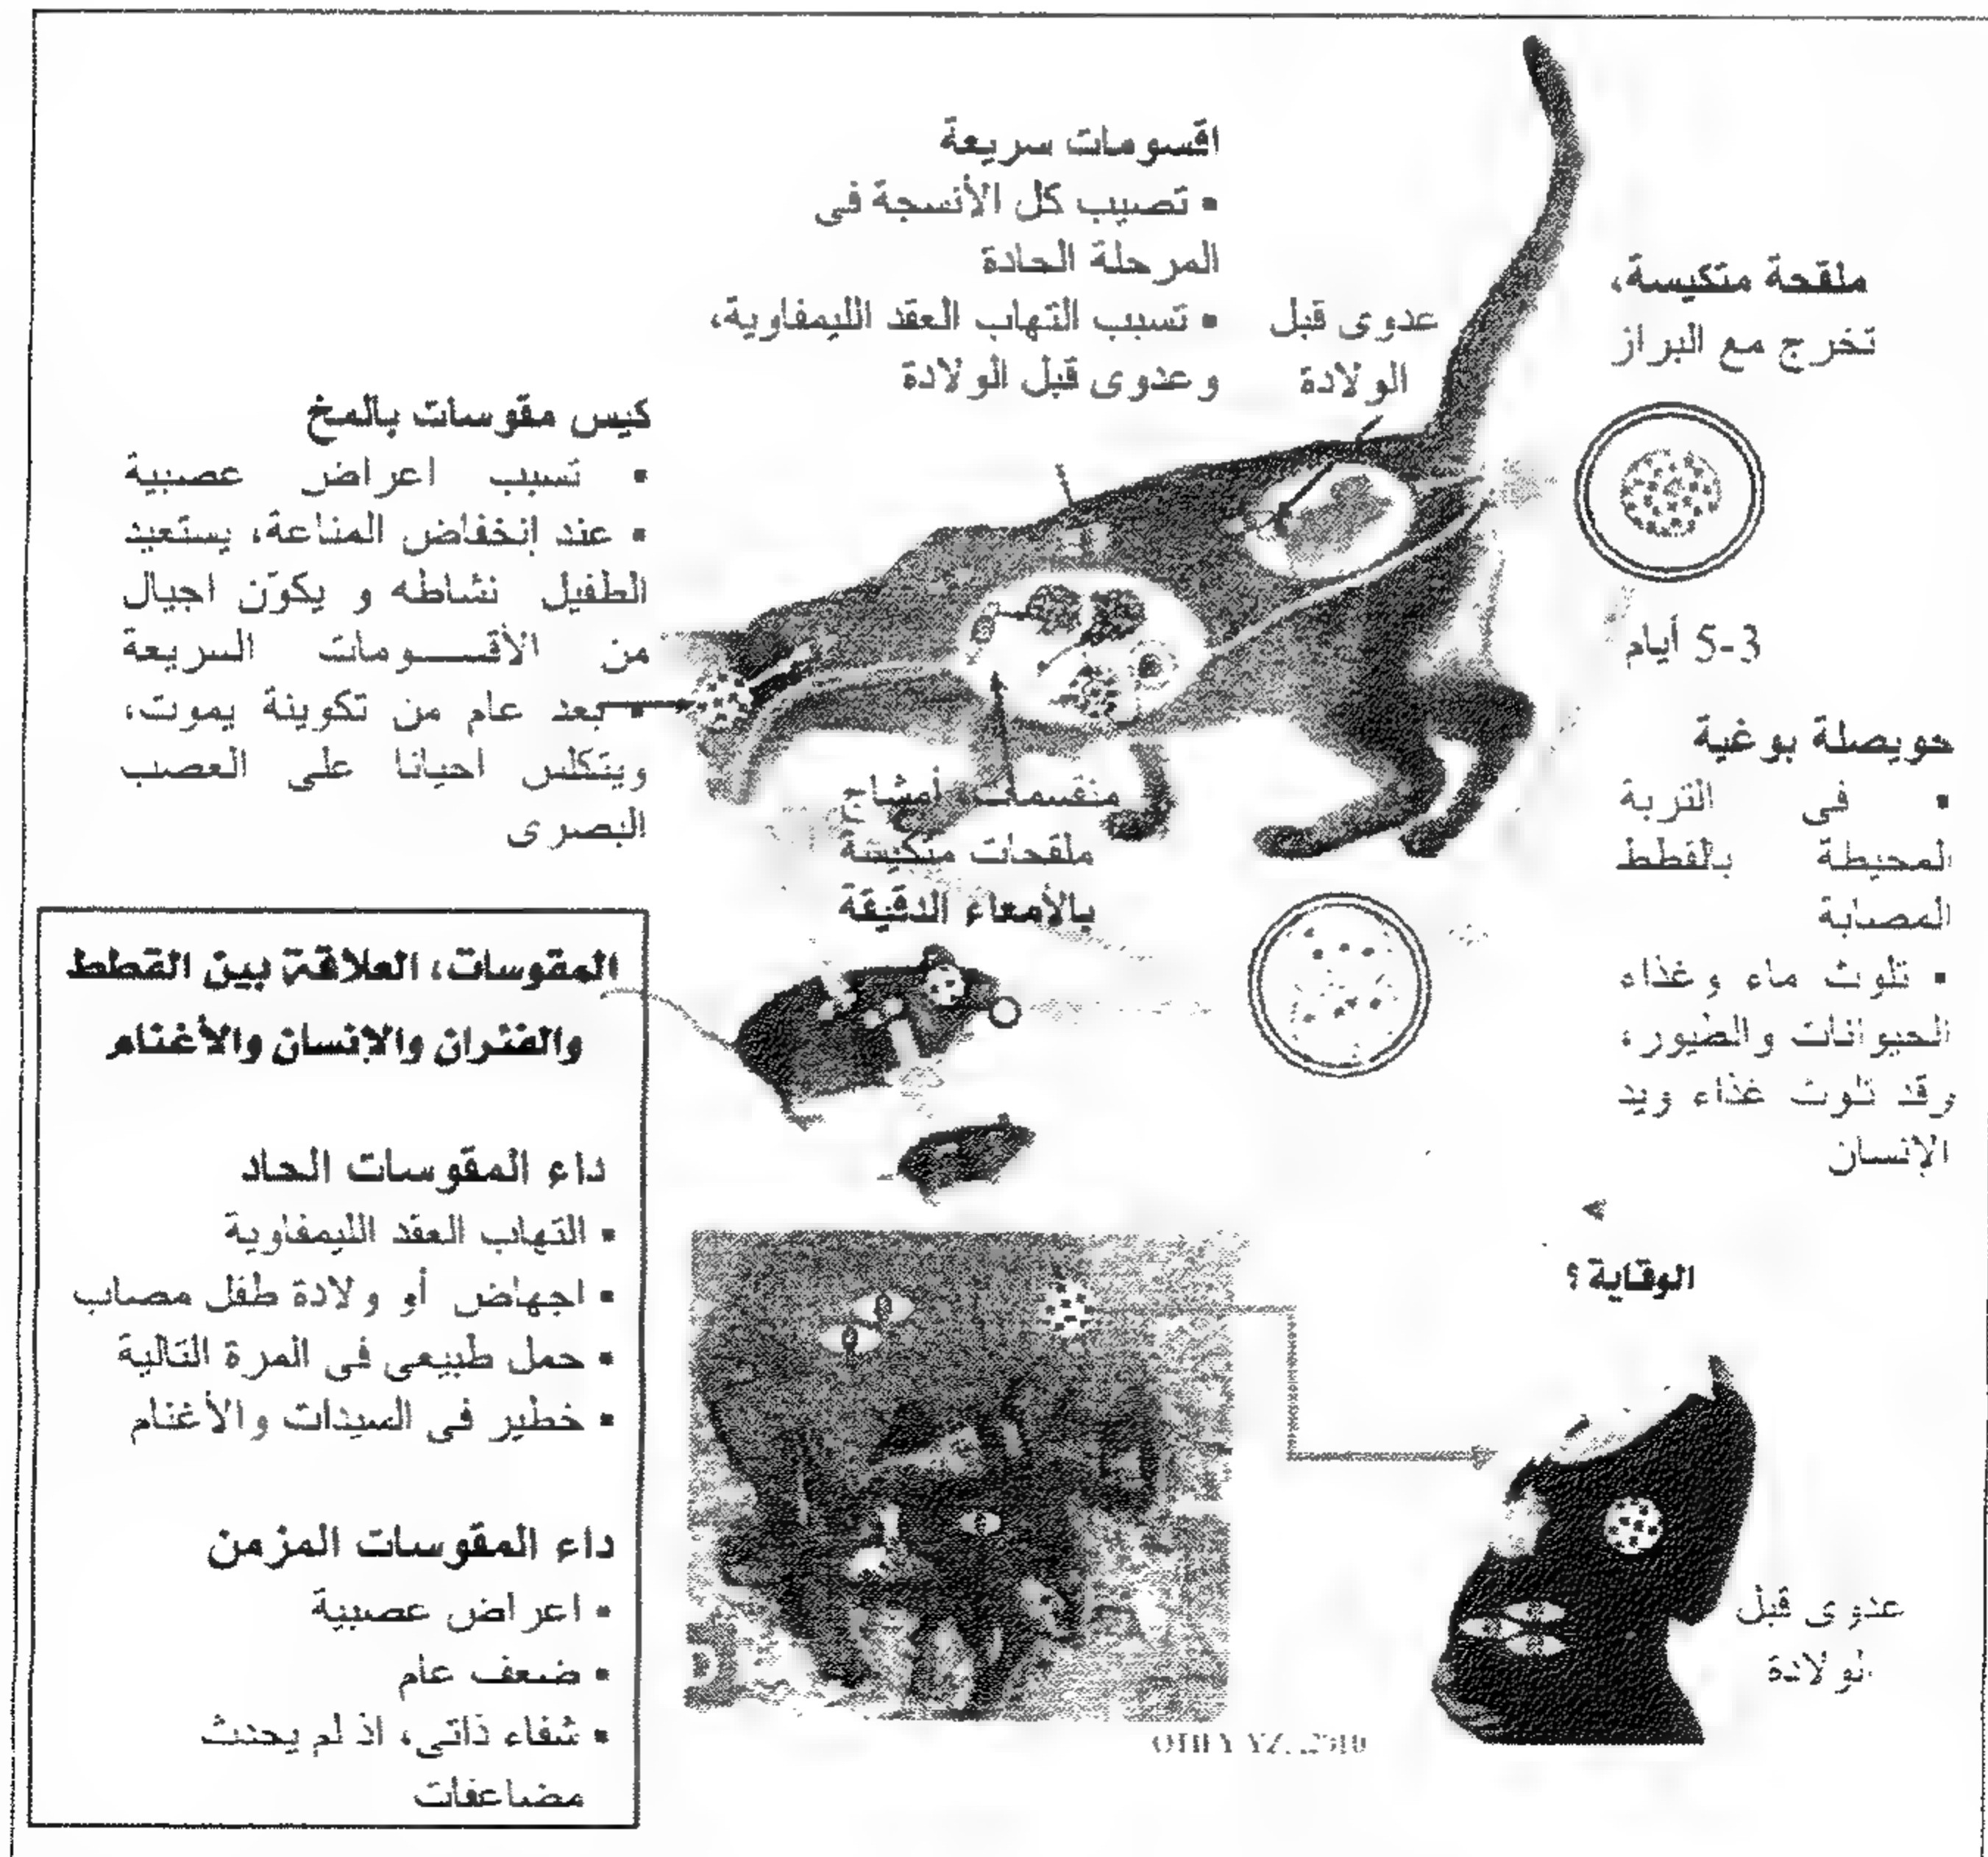 اقسومات سريعة
▪ تصيب كل الأنسجة فى
المرحلة الحادة
▪ تسبب التهاب العقد الليمفاوية،
وعدوى قبل الولادة
عدوى قبل
الولادة
ملقحة متكيسة،
تخرج مع البراز
3-5 أيام
حويصلة بوغية
▪ فى التربة
المحيطة بالقطط
المصابة
▪ تلوث ماء وغذاء
الحيوانات والطيور،
وقد تلوث غذاء ويد
الإنسان
كيس مقوسات بالمخ
▪ تسبب اعراض عصبية
▪ عند إنخفاض المناعة، يستعيد
الطفيل نشاطه و يكوّن اجيال
من الأقسومات السريعة
▪ بعد عام من تكوينة يموت،
ويتكلس احيانا على العصب
البصرى
منقسمات، أمشاج
ملقحات متكيسة
بالأمعاء الدقيقة
المقوسات، العلاقة بين القطط
والفئران والإنسان والأغنام
داء المقوسات الحاد
▪ التهاب العقد الليمفاوية
▪ اجهاض أو ولادة طفل مصاب
▪ حمل طبيعى فى المرة التالية
▪ خطير فى السيدات والأغنام
داء المقوسات المزمن
▪ اعراض عصبية
▪ ضعف عام
▪ شفاء ذاتى، اذ لم يحدث
مضاعفات
الوقاية ؟
عدوى قبل
الولادة